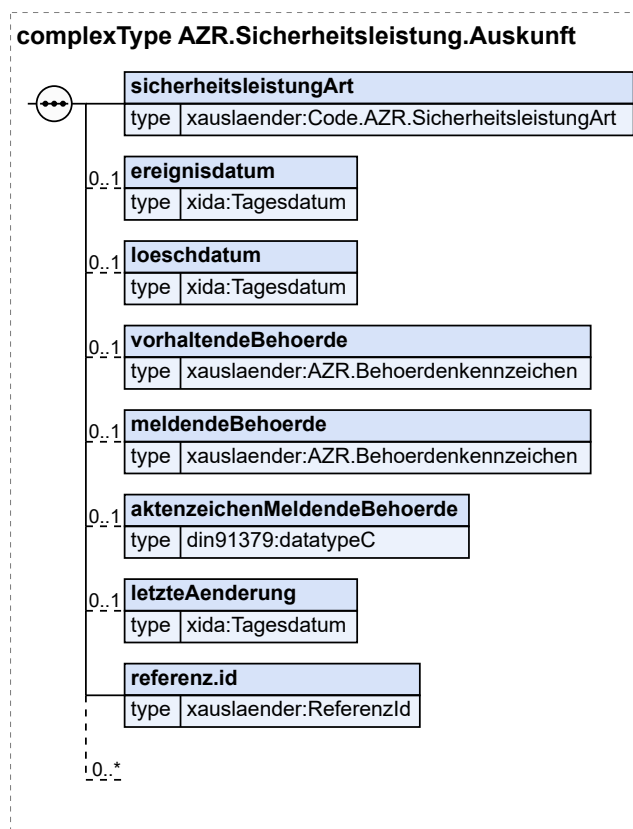 complexType AZR.Sicherheitsleistung.Auskunft
sicherheitsleistungArt
type xauslaender:Code.AZR.SicherheitsleistungArt
0..1 ereignisdatum
type xida:Tagesdatum
0..1 loeschdatum
type xida:Tagesdatum
0..1 vorhaltendeBehoerde
type xauslaender:AZR.Behoerdenkennzeichen
0..1 meldendeBehoerde
type xauslaender:AZR.Behoerdenkennzeichen
0..1 aktenzeichenMeldendeBehoerde
type din91379:datatypeC
0..1 letzteAenderung
type xida:Tagesdatum
referenz.id
type xauslaender:ReferenzId
0..*